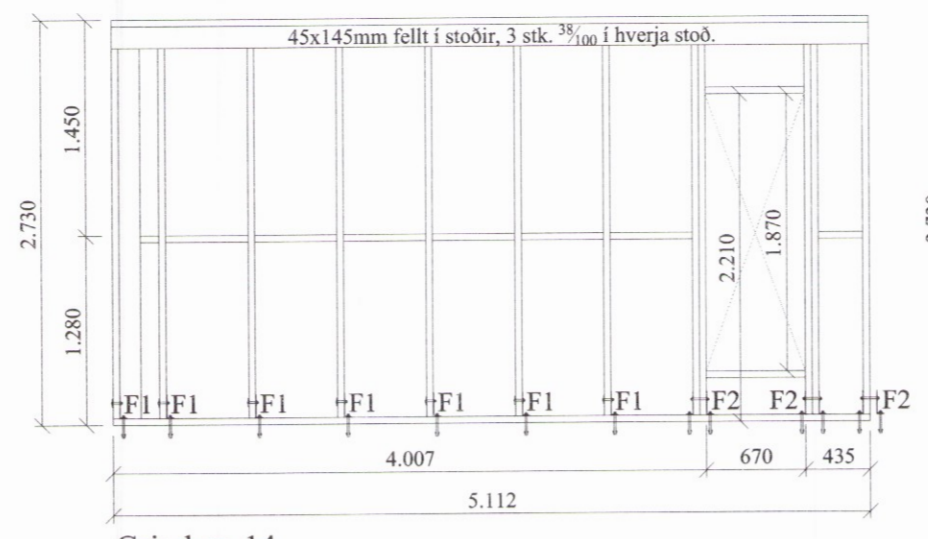 45x145mm fellt í stoðir, 3 stk. 38/100 í hverja stoð.
1.450
2.730
2.210
1.870
1.280
F1 F1 F1 F1 F1 F1 F1 F2 F2 F2
4.007 670 435
5.112